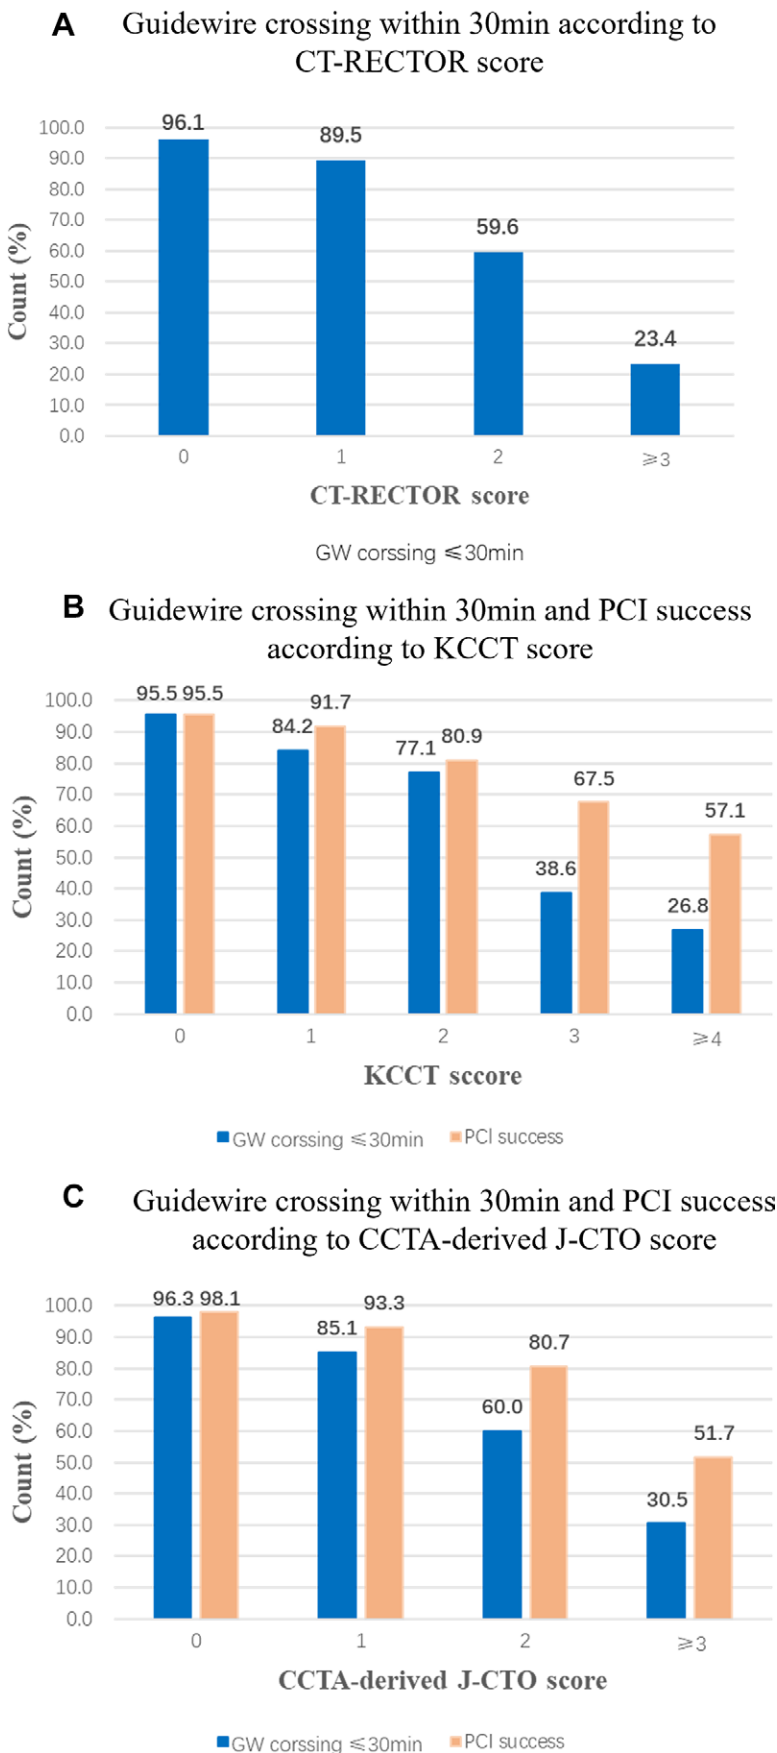 A
Guidewire crossing within 30min according to
CT-RECTOR score
Count (%)
100.0
90.0
80.0
70.0
60.0
50.0
40.0
30.0
20.0
10.0
0.0
96.1
89.5
59.6
23.4
0 1 2 ≥3
CT-RECTOR score
GW corssing ≤30min
B
Guidewire crossing within 30min and PCI success
according to KCCT score
Count (%)
100.0
90.0
80.0
70.0
60.0
50.0
40.0
30.0
20.0
10.0
0.0
95.5 95.5
84.2 91.7
77.1 80.9
38.6 67.5
26.8 57.1
0 1 2 3 ≥4
KCCT sccore
GW corssing ≤30min PCI success
C
Guidewire crossing within 30min and PCI success
according to CCTA-derived J-CTO score
Count (%)
100.0
90.0
80.0
70.0
60.0
50.0
40.0
30.0
20.0
10.0
0.0
96.3 98.1
85.1 93.3
60.0 80.7
30.5 51.7
0 1 2 ≥3
CCTA-derived J-CTO score
GW corssing ≤30min PCI success